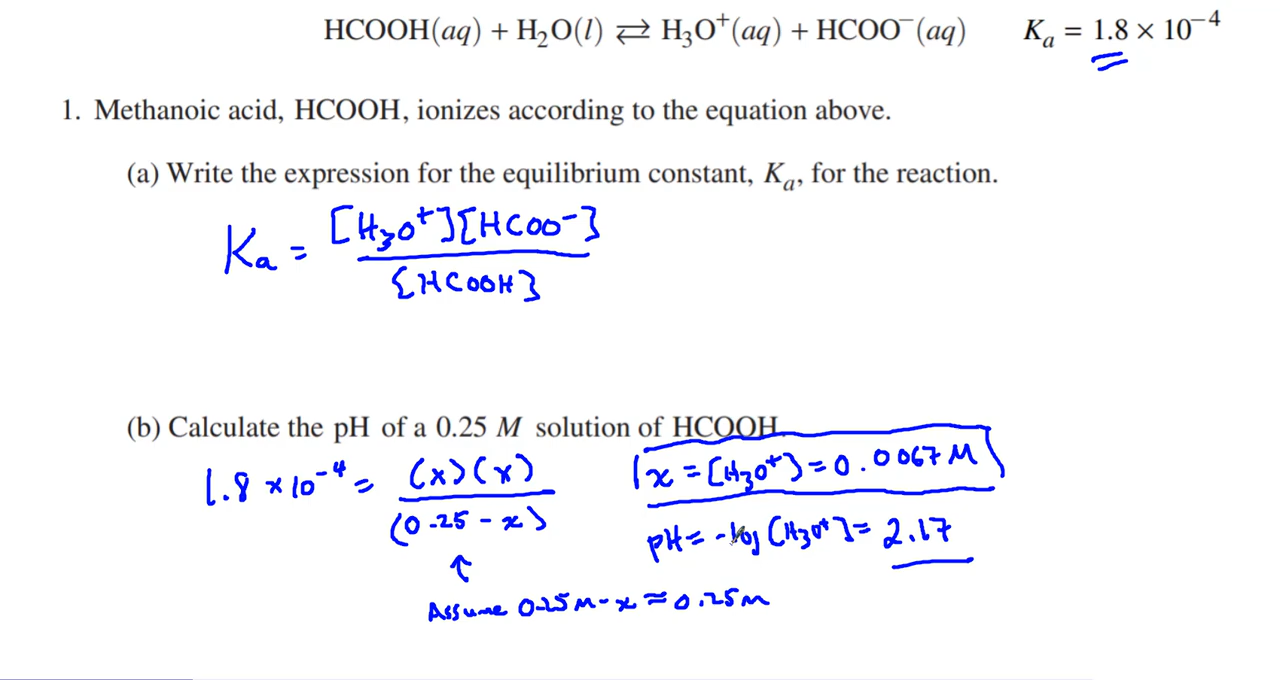 HCOOH(aq) + H₂O(l) ⇄ H₃O⁺(aq) + HCOO⁻(aq) Kₐ = 1.8 × 10⁻⁴
1. Methanoic acid, HCOOH, ionizes according to the equation above.
(a) Write the expression for the equilibrium constant, Kₐ, for the reaction.
Kₐ = [H₃O⁺][HCOO⁻]
[HCOOH]
(b) Calculate the pH of a 0.25 M solution of HCOOH
1.8 × 10⁻⁴ = (x)(x)
(0.25 - x)
x = [H₃O⁺] = 0.0067 M
pH = -log [H₃O⁺] = 2.17
↑
Assume 0.25 M - x ≈ 0.25 M